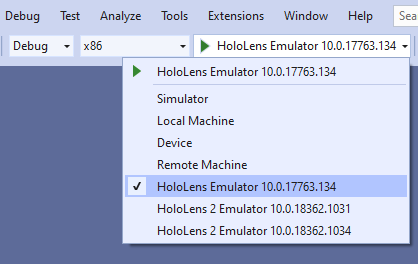 Debug Test Analyze Tools Extensions Window Help Sea
Debug x86 HoloLens Emulator 10.0.17763.134
HoloLens Emulator 10.0.17763.134
Simulator
Local Machine
Device
Remote Machine
HoloLens Emulator 10.0.17763.134
HoloLens 2 Emulator 10.0.18362.1031
HoloLens 2 Emulator 10.0.18362.1034